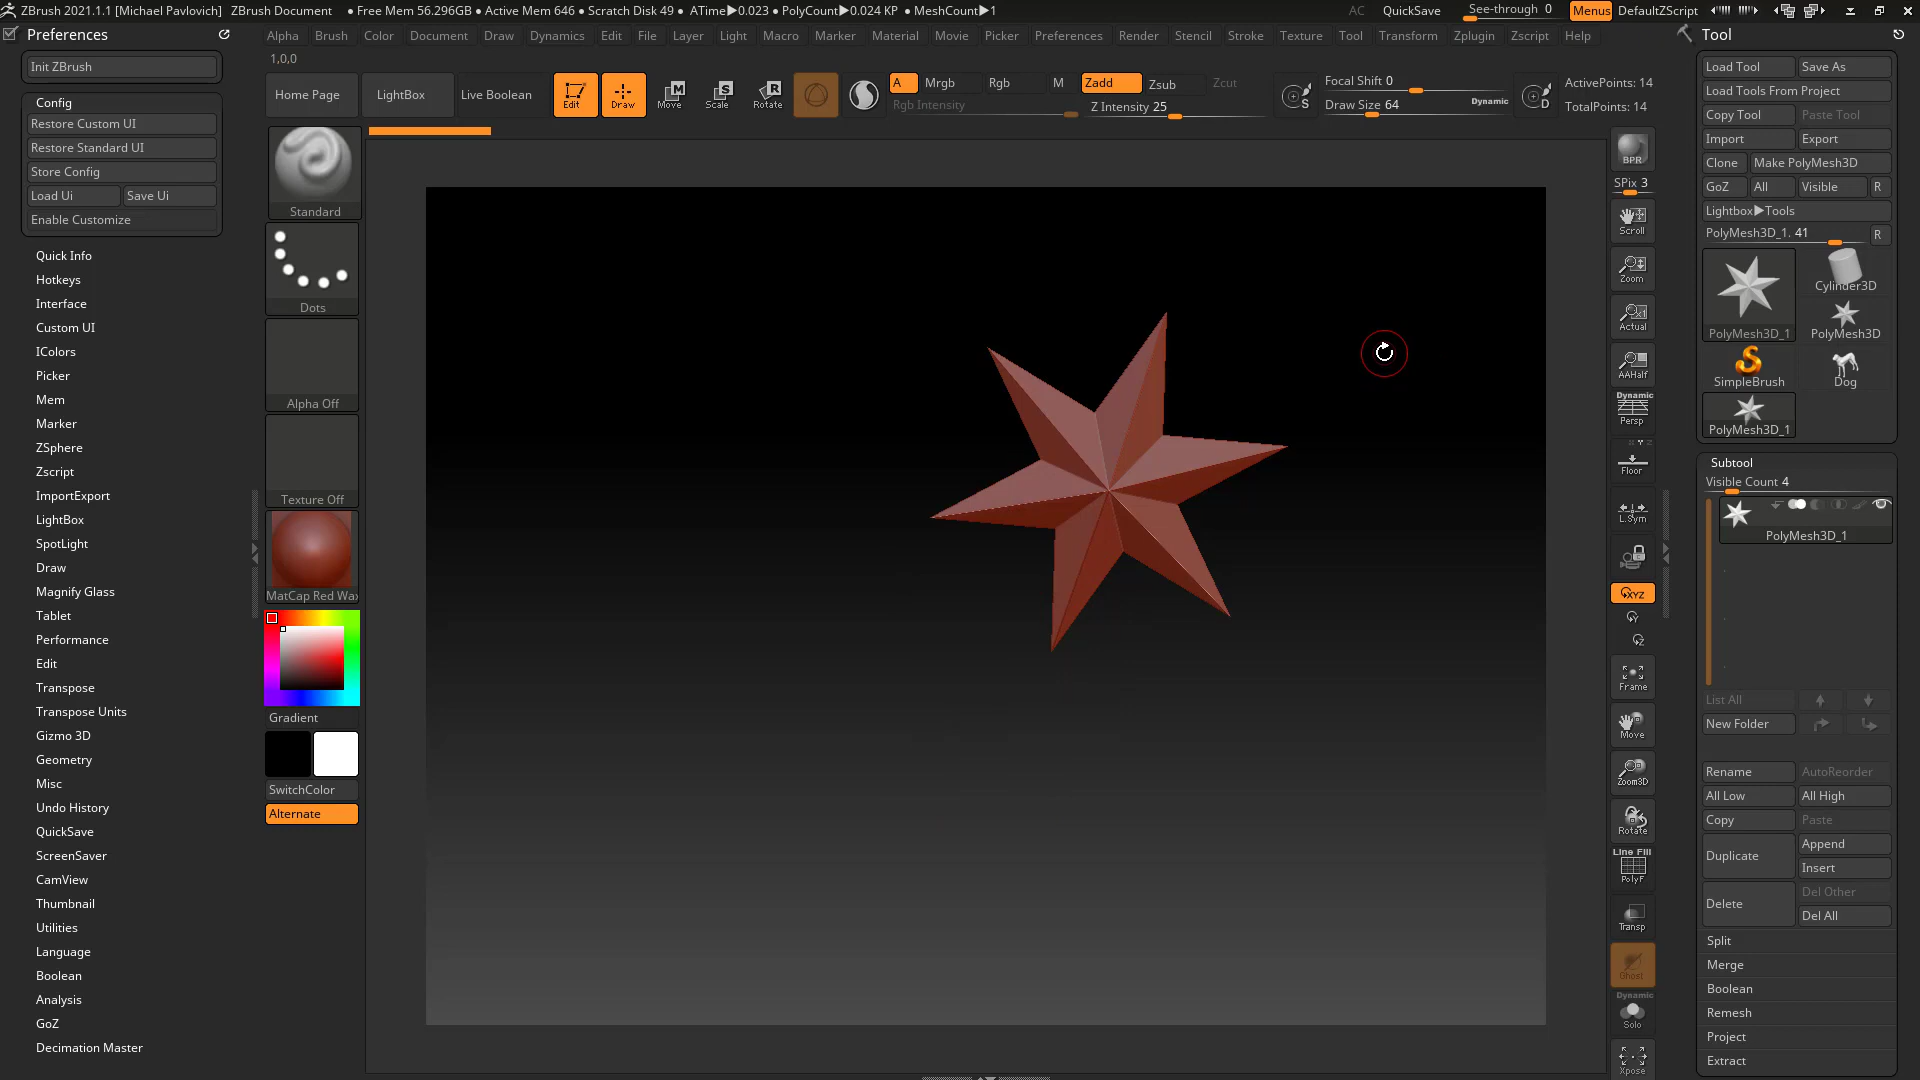 ZBrush 2021.1.1 [Michael Pavlovich] ZBrush Document • Free Mem 56.296GB • Active Mem 646 • Scratch Disk 49 • ATime▶0.023 • PolyCount▶0.024 KP • MeshCount▶1 AC QuickSave See-through 0 Menus DefaultZScript
Preferences
Alpha Brush Color Document Draw Dynamics Edit File Layer Light Macro Marker Material Movie Picker Preferences Render Stencil Stroke Texture Tool Transform Zplugin Zscript Help
1,0,0
Home Page LightBox Live Boolean Edit Draw Move Scale Rotate
A Mrgb Rgb M Zadd Zsub Zcut
Rgb Intensity Z Intensity 25
S Focal Shift 0
Draw Size 64 Dynamic
D ActivePoints: 14
TotalPoints: 14
Init ZBrush
Config
Restore Custom UI
Restore Standard UI
Store Config
Load Ui Save Ui
Enable Customize
Quick Info
Hotkeys
Interface
Custom UI
IColors
Picker
Mem
Marker
ZSphere
Zscript
ImportExport
LightBox
SpotLight
Draw
Magnify Glass
Tablet
Performance
Edit
Transpose
Transpose Units
Gizmo 3D
Geometry
Misc
Undo History
QuickSave
ScreenSaver
CamView
Thumbnail
Utilities
Language
Boolean
Analysis
GoZ
Decimation Master
Standard
Dots
Alpha Off
Texture Off
MatCap Red Wax
Gradient
SwitchColor
Alternate
BPR
SPix 3
Scroll
Zoom
Actual
AAHalf
Dynamic
Persp
Floor
L.Sym
XYZ
Frame
Move
Zoom3D
Rotate
Line Fill
PolyF
Transp
Ghost
Dynamic
Solo
Xpose
Tool
Load Tool Save As
Load Tools From Project
Copy Tool Paste Tool
Import Export
Clone Make PolyMesh3D
GoZ All Visible R
Lightbox▶Tools
PolyMesh3D_1. 41 R
PolyMesh3D_1 Cylinder3D
PolyMesh3D
SimpleBrush Dog
PolyMesh3D_1
Subtool
Visible Count 4
PolyMesh3D_1
List All
New Folder
Rename AutoReorder
All Low All High
Copy Paste
Duplicate Append
Insert
Delete Del Other
Del All
Split
Merge
Boolean
Remesh
Project
Extract